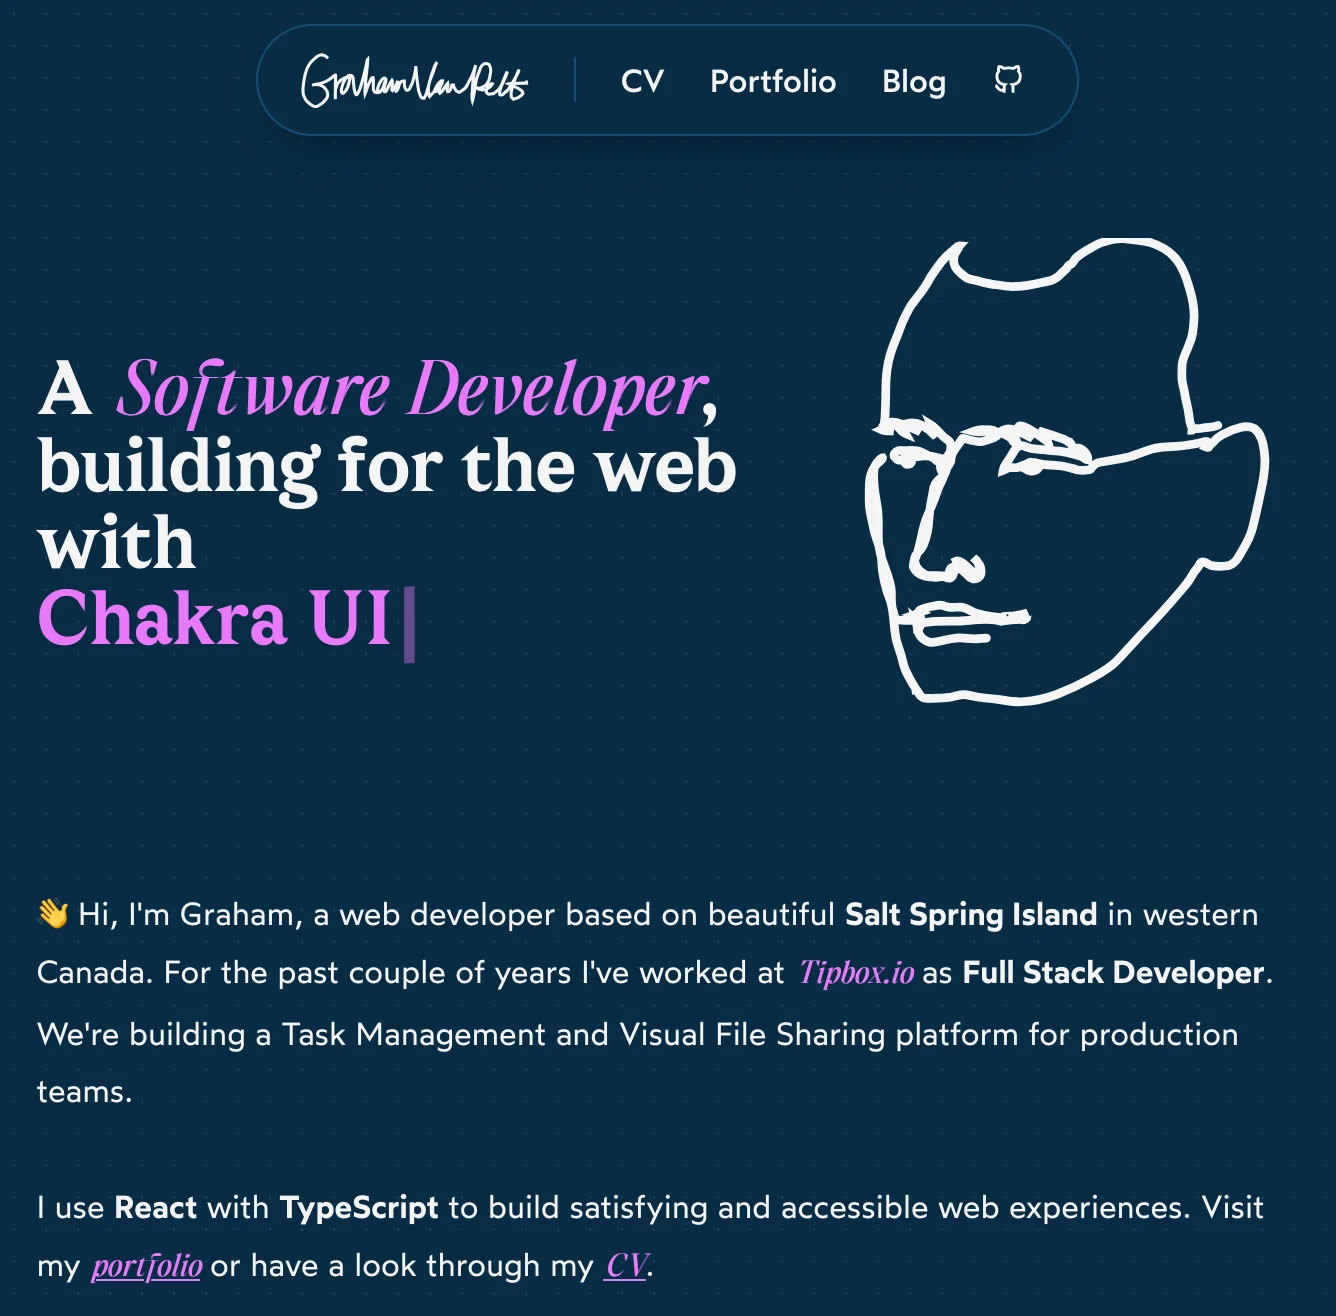 Graham Van Pelt
CV
Portfolio
Blog
A Software Developer,
building for the web
with
Chakra UI
👋 Hi, I'm Graham, a web developer based on beautiful Salt Spring Island in western
Canada. For the past couple of years I've worked at Tipbox.io as Full Stack Developer.
We're building a Task Management and Visual File Sharing platform for production
teams.
I use React with TypeScript to build satisfying and accessible web experiences. Visit
my portfolio or have a look through my CV.